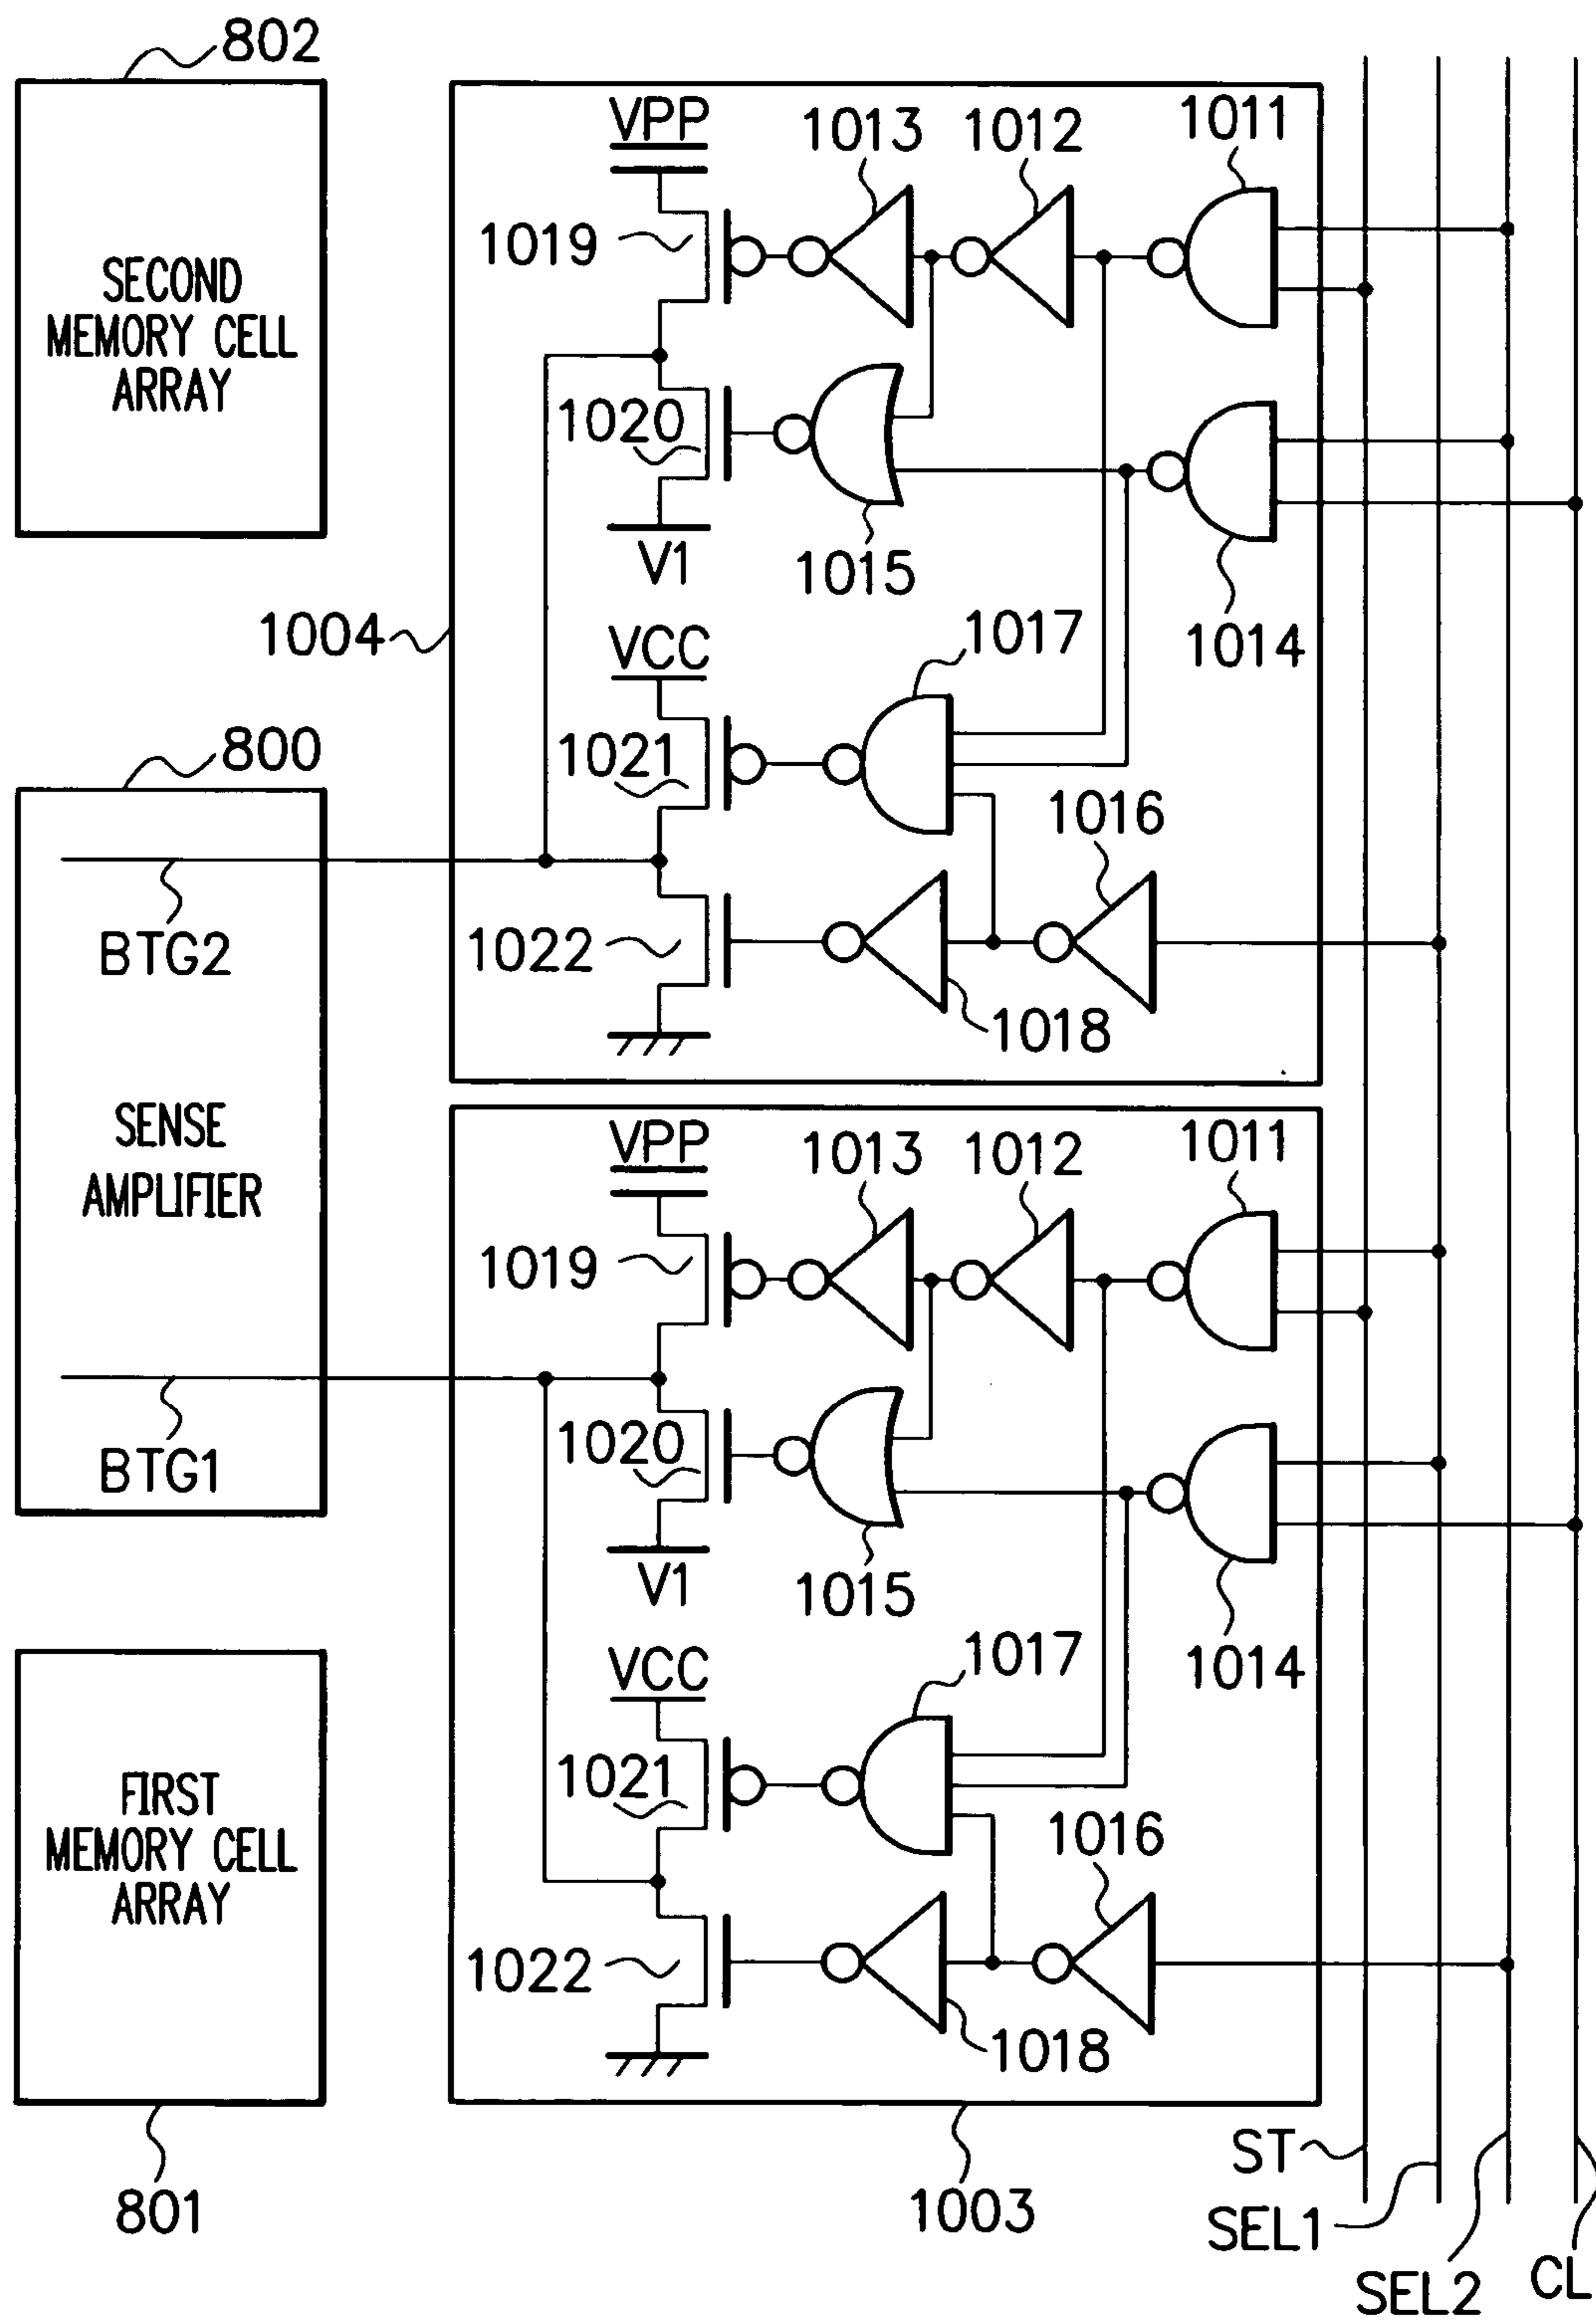 802
SECOND
MEMORY CELL
ARRAY
1004
VPP
1013
1012
1011
1019
1020
V1
1015
1014
VCC
1017
1021
1016
1022
1018
800
BTG2
SENSE
AMPLIFIER
BTG1
VPP
1013
1012
1011
1019
1020
V1
1015
1014
VCC
1017
1021
1016
1022
1018
FIRST
MEMORY CELL
ARRAY
801
1003
ST
SEL1
SEL2
CL